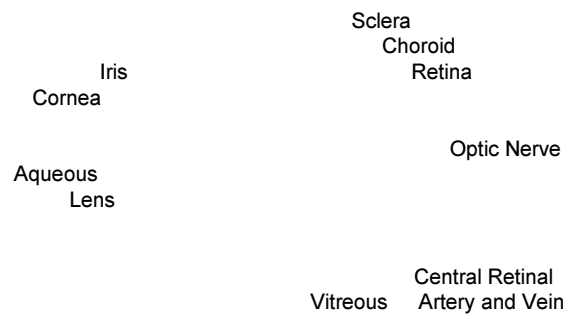 Sclera
Choroid
Iris
Retina
Cornea
Optic Nerve
Aqueous
Lens
Central Retinal
Vitreous
Artery and Vein